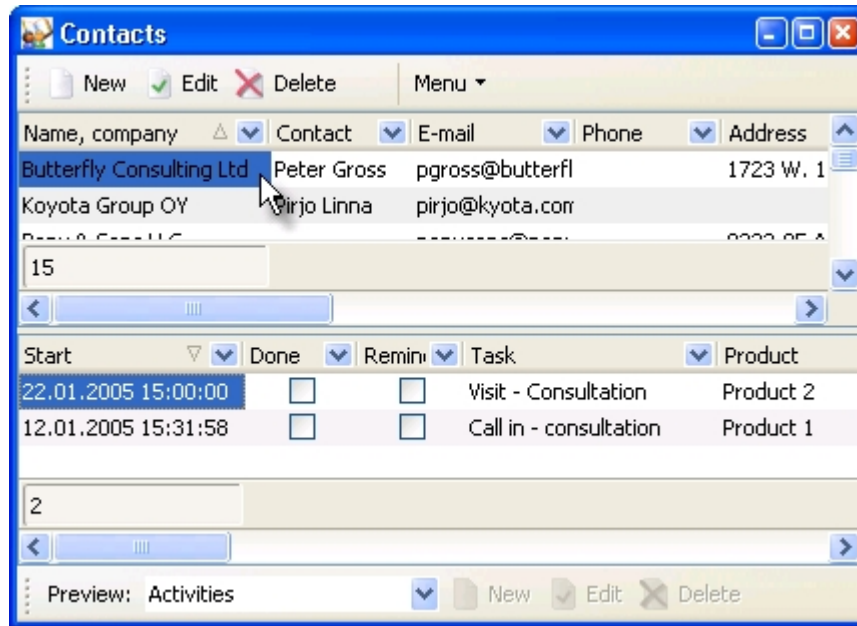 Contacts
New Edit Delete Menu
Name, company Contact E-mail Phone Address
Butterfly Consulting Ltd Peter Gross pgross@butterfl 1723 W. 1
Koyota Group OY Pirjo Linna pirjo@kyota.com
15
Start Done Remin Task Product
22.01.2005 15:00:00 Visit - Consultation Product 2
12.01.2005 15:31:58 Call in - consultation Product 1
2
Preview: Activities New Edit Delete